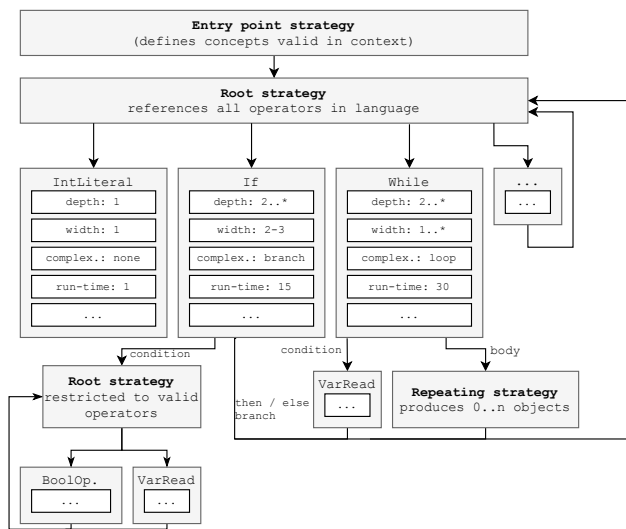 Entry point strategy
(defines concepts valid in context)
Root strategy
references all operators in language
IntLiteral
depth: 1
width: 1
complex.: none
run-time: 1
...
If
depth: 2..*
width: 2-3
complex.: branch
run-time: 15
...
While
depth: 2..*
width: 1..*
complex.: loop
run-time: 30
...
...
...
condition
condition
body
Root strategy
restricted to valid
operators
then / else
branch
VarRead
...
Repeating strategy
produces 0..n objects
BoolOp.
...
VarRead
...